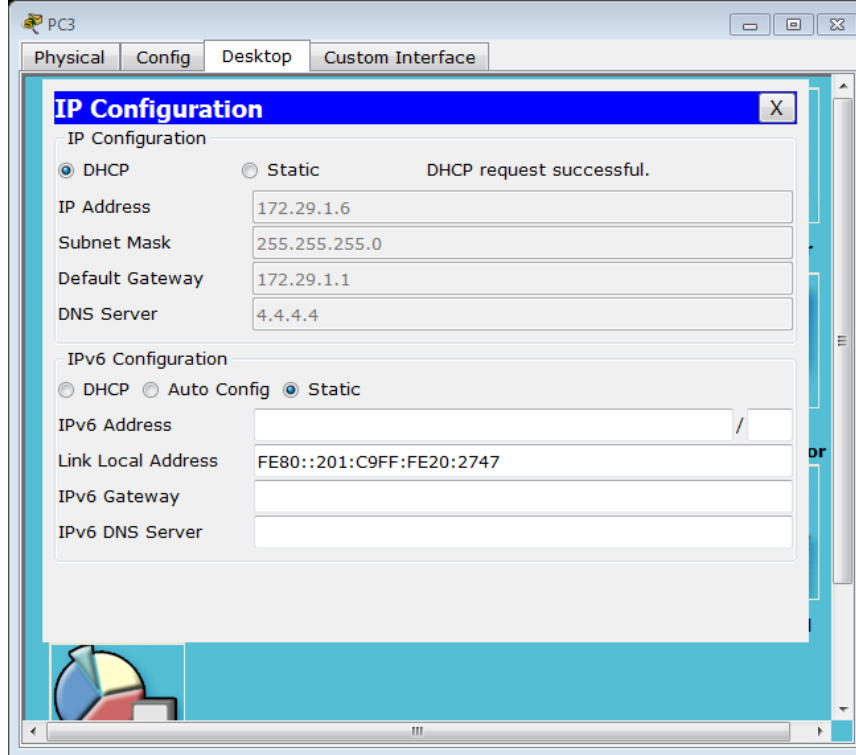 PC3
Physical Config Desktop Custom Interface
IP Configuration X
IP Configuration
DHCP Static DHCP request successful.
IP Address 172.29.1.6
Subnet Mask 255.255.255.0
Default Gateway 172.29.1.1
DNS Server 4.4.4.4
IPv6 Configuration
DHCP Auto Config Static
IPv6 Address /
Link Local Address FE80::201:C9FF:FE20:2747
or
IPv6 Gateway
IPv6 DNS Server